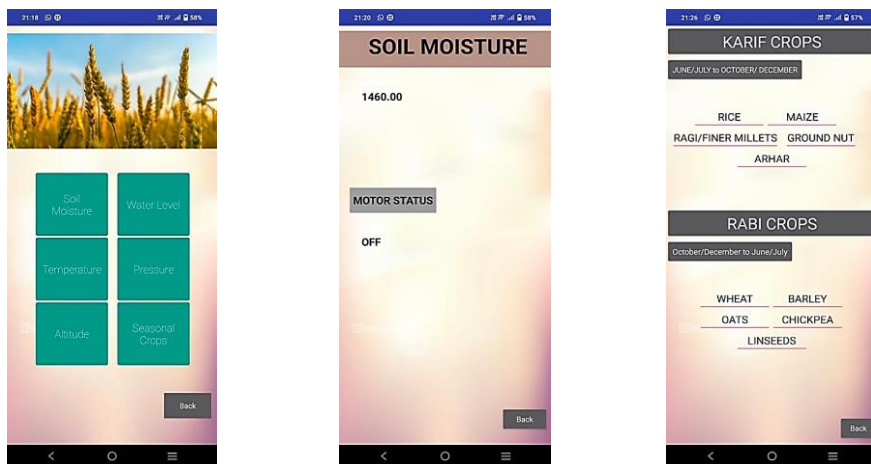 21:18
58%
Soil
Moisture
Water Level
Temperature
Pressure
Altitude
Seasonal
Crops
Back
21:20
58%
SOIL MOISTURE
1460.00
MOTOR STATUS
OFF
Back
21:26
57%
KARIF CROPS
JUNE/JULY to OCTOBER/ DECEMBER
RICE MAIZE
RAGI/FINER MILLETS GROUND NUT
ARHAR
RABI CROPS
October/December to June/July
WHEAT BARLEY
OATS CHICKPEA
LINSEEDS
Back